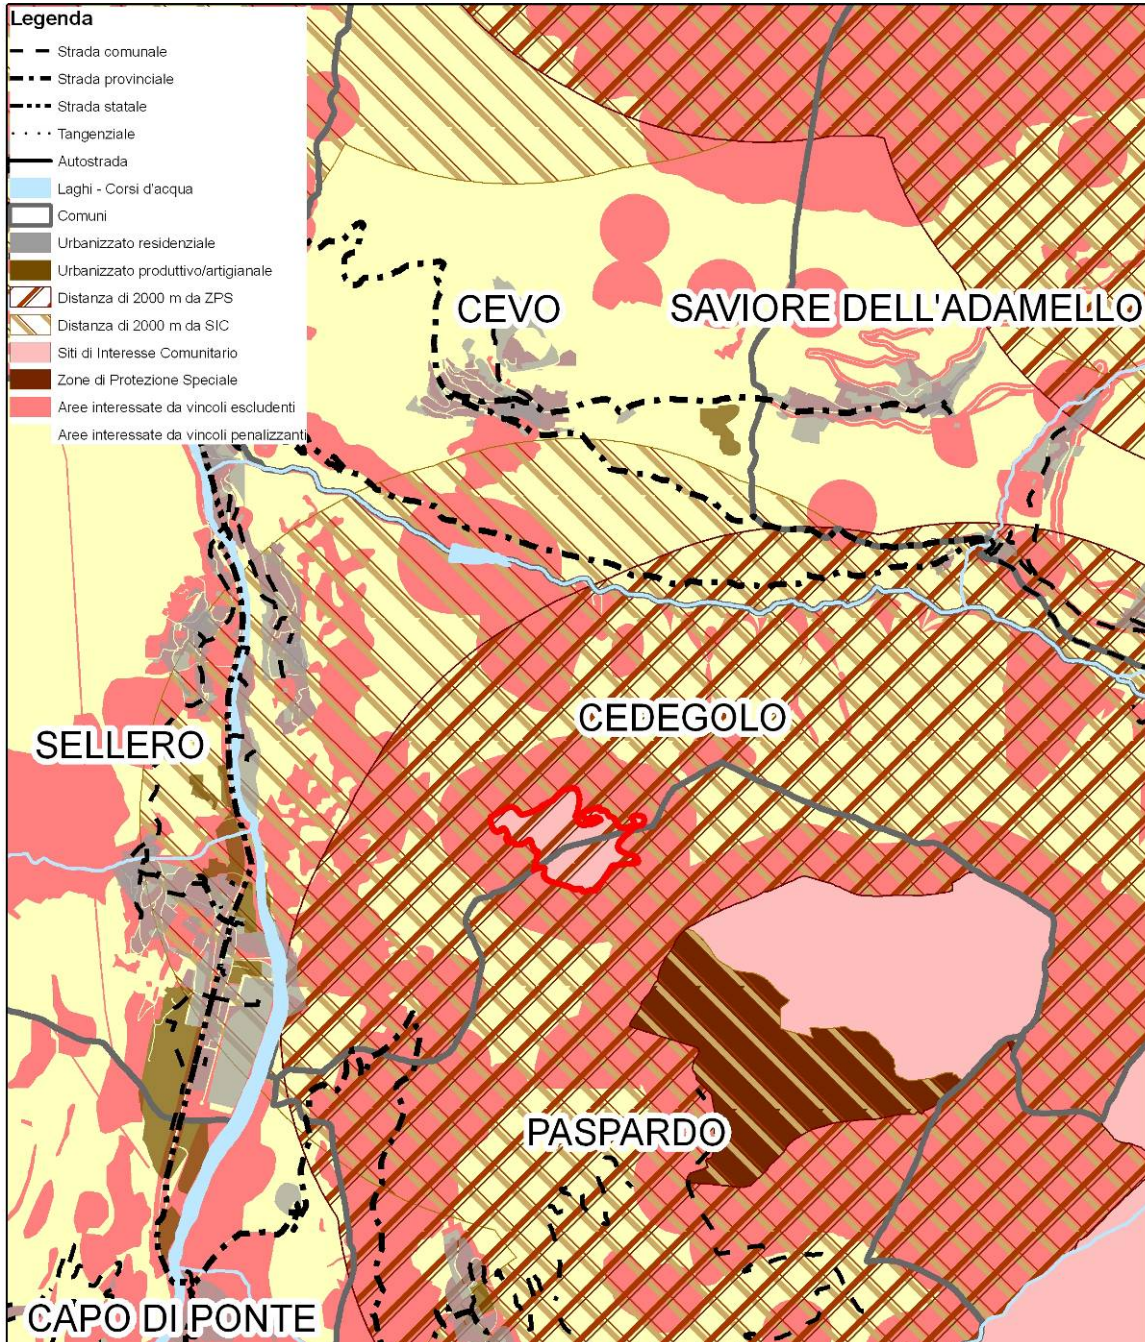 Legenda
Strada comunale
Strada provinciale
Strada statale
Tangenziale
Autostrada
Laghi - Corsi d'acqua
Comuni
Urbanizzato residenziale
Urbanizzato produttivo/artigianale
Distanza di 2000 m da ZPS
Distanza di 2000 m da SIC
Siti di Interesse Comunitario
Zone di Protezione Speciale
Aree interessate da vincoli escludenti
Aree interessate da vincoli penalizzanti
CEVO
SAVIORE DELL'ADAMELLO
CEDEGOLO
SELLERO
PASPARDO
CAPO DI PONTE